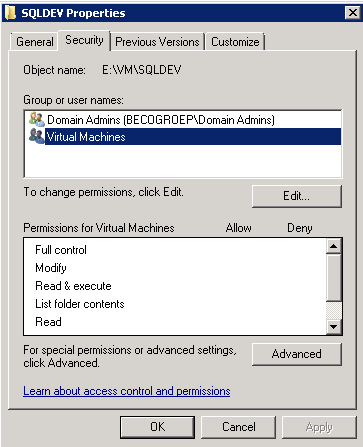 SQLDEV Properties
General
Security
Previous Versions
Customize
Object name: E:\VM\SQLDEV
Group or user names:
Domain Admins (BECOGROEP\Domain Admins)
Virtual Machines
To change permissions, click Edit.
Edit...
Permissions for Virtual Machines Allow Deny
Full control
Modify
Read & execute
List folder contents
Read
For special permissions or advanced settings,
click Advanced.
Advanced
Learn about access control and permissions
OK
Cancel
Apply